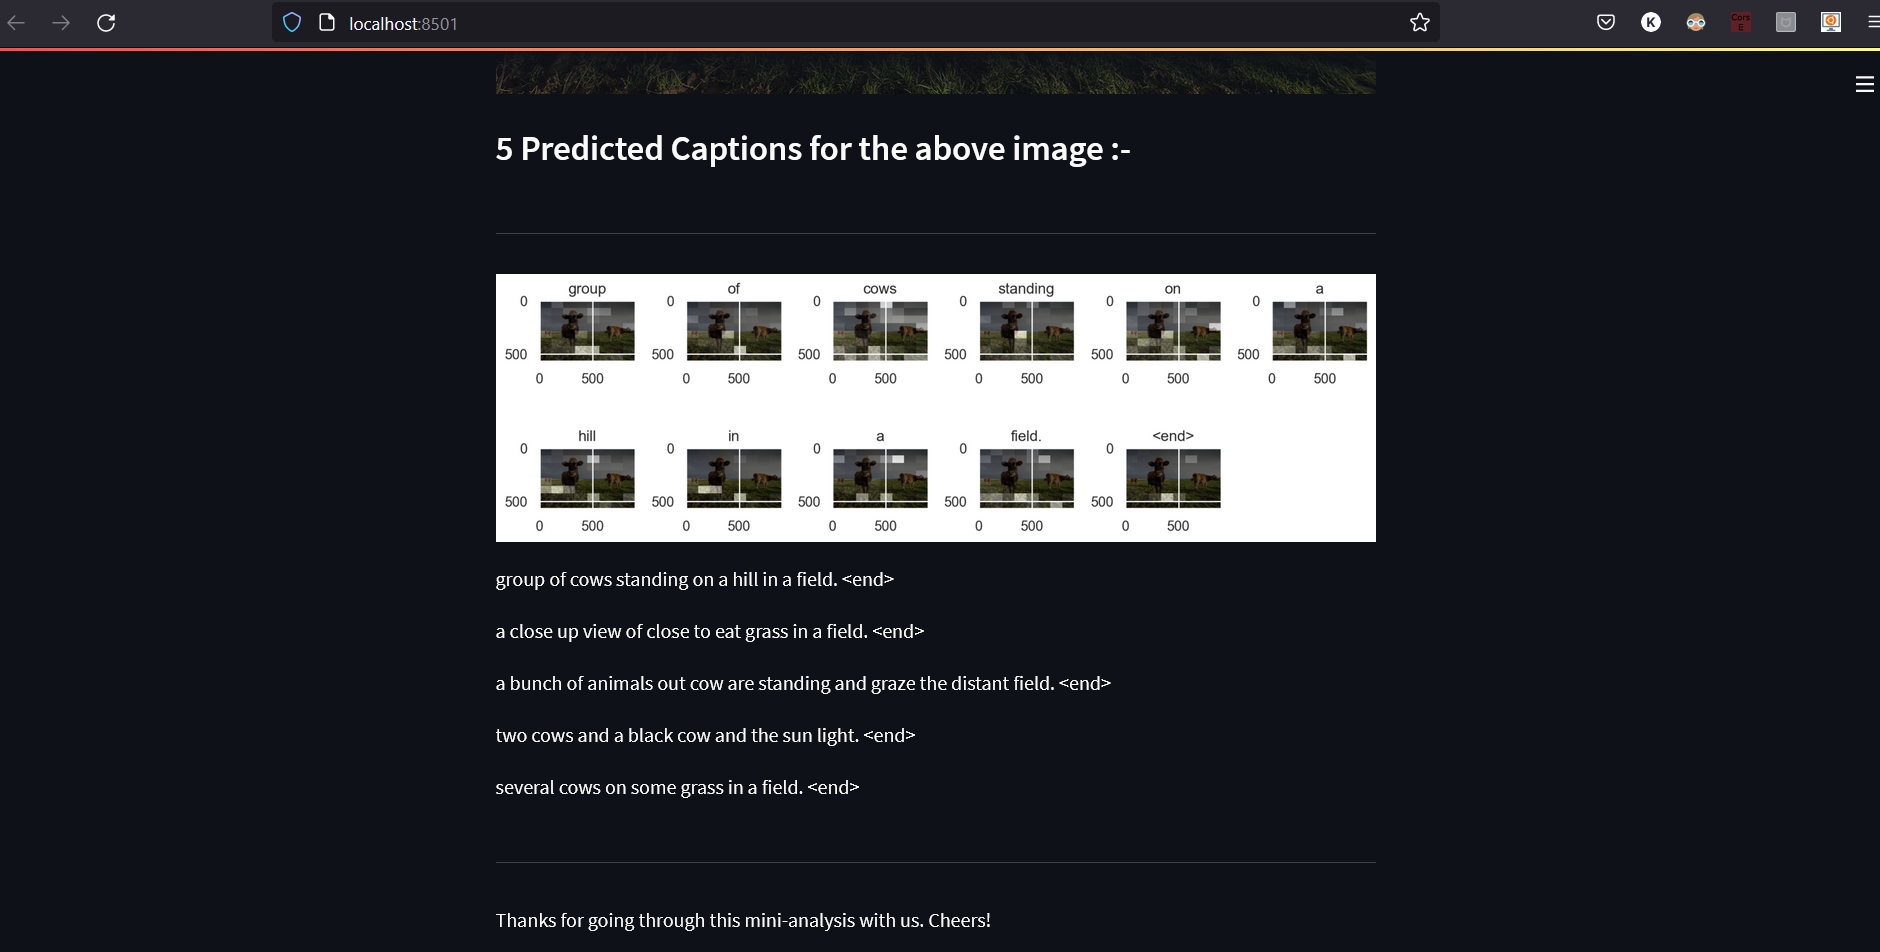 localhost:8501
K
Cors
E
5 Predicted Captions for the above image :-
group of cows standing on a
0 0 0 0 0 0
500 500 500 500 500 500
0 500 0 500 0 500 0 500 0 500 0 500
hill in a field. <end>
0 0 0 0 0
500 500 500 500 500
0 500 0 500 0 500 0 500 0 500
group of cows standing on a hill in a field. <end>
a close up view of close to eat grass in a field. <end>
a bunch of animals out cow are standing and graze the distant field. <end>
two cows and a black cow and the sun light. <end>
several cows on some grass in a field. <end>
Thanks for going through this mini-analysis with us. Cheers!